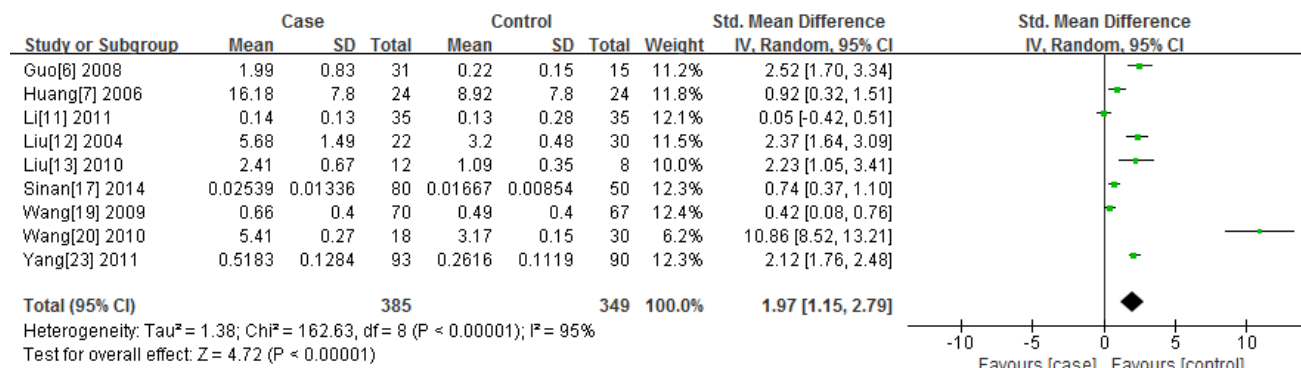 Case Control Std. Mean Difference Std. Mean Difference
Study or Subgroup Mean SD Total Mean SD Total Weight IV, Random, 95% CI IV, Random, 95% CI
Guo[6] 2008 1.99 0.83 31 0.22 0.15 15 11.2% 2.52 [1.70, 3.34]
Huang[7] 2006 16.18 7.8 24 8.92 7.8 24 11.8% 0.92 [0.32, 1.51]
Li[11] 2011 0.14 0.13 35 0.13 0.28 35 12.1% 0.05 [-0.42, 0.51]
Liu[12] 2004 5.68 1.49 22 3.2 0.48 30 11.5% 2.37 [1.64, 3.09]
Liu[13] 2010 2.41 0.67 12 1.09 0.35 8 10.0% 2.23 [1.05, 3.41]
Sinan[17] 2014 0.02539 0.01336 80 0.01667 0.00854 50 12.3% 0.74 [0.37, 1.10]
Wang[19] 2009 0.66 0.4 70 0.49 0.4 67 12.4% 0.42 [0.08, 0.76]
Wang[20] 2010 5.41 0.27 18 3.17 0.15 30 6.2% 10.86 [8.52, 13.21]
Yang[23] 2011 0.5183 0.1284 93 0.2616 0.1119 90 12.3% 2.12 [1.76, 2.48]
Total (95% CI) 385 349 100.0% 1.97 [1.15, 2.79]
Heterogeneity: Tau² = 1.38; Chi² = 162.63, df = 8 (P < 0.00001); I² = 95%
Test for overall effect: Z = 4.72 (P < 0.00001)
-10 -5 0 5 10
Favours [case] Favours [control]